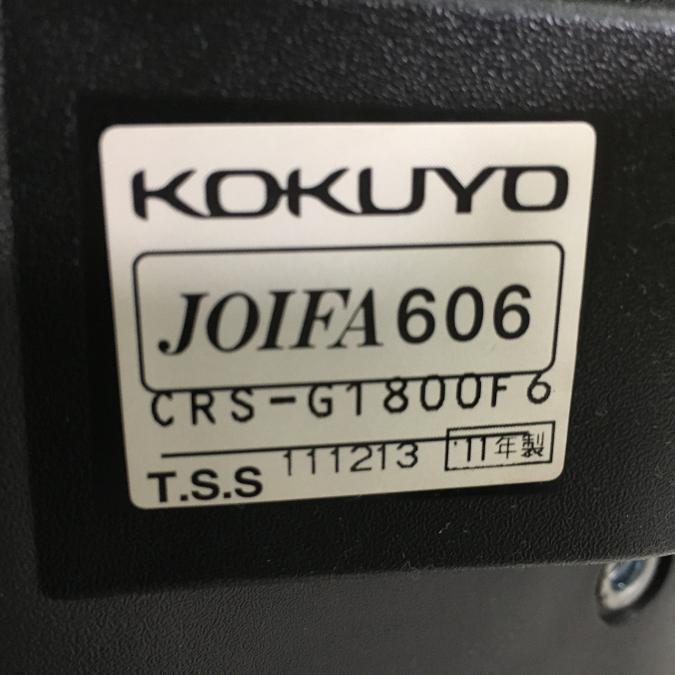 KOKUYO
JOIFA 606
CRS-G1800F6
T.S.S 111213 '11年製